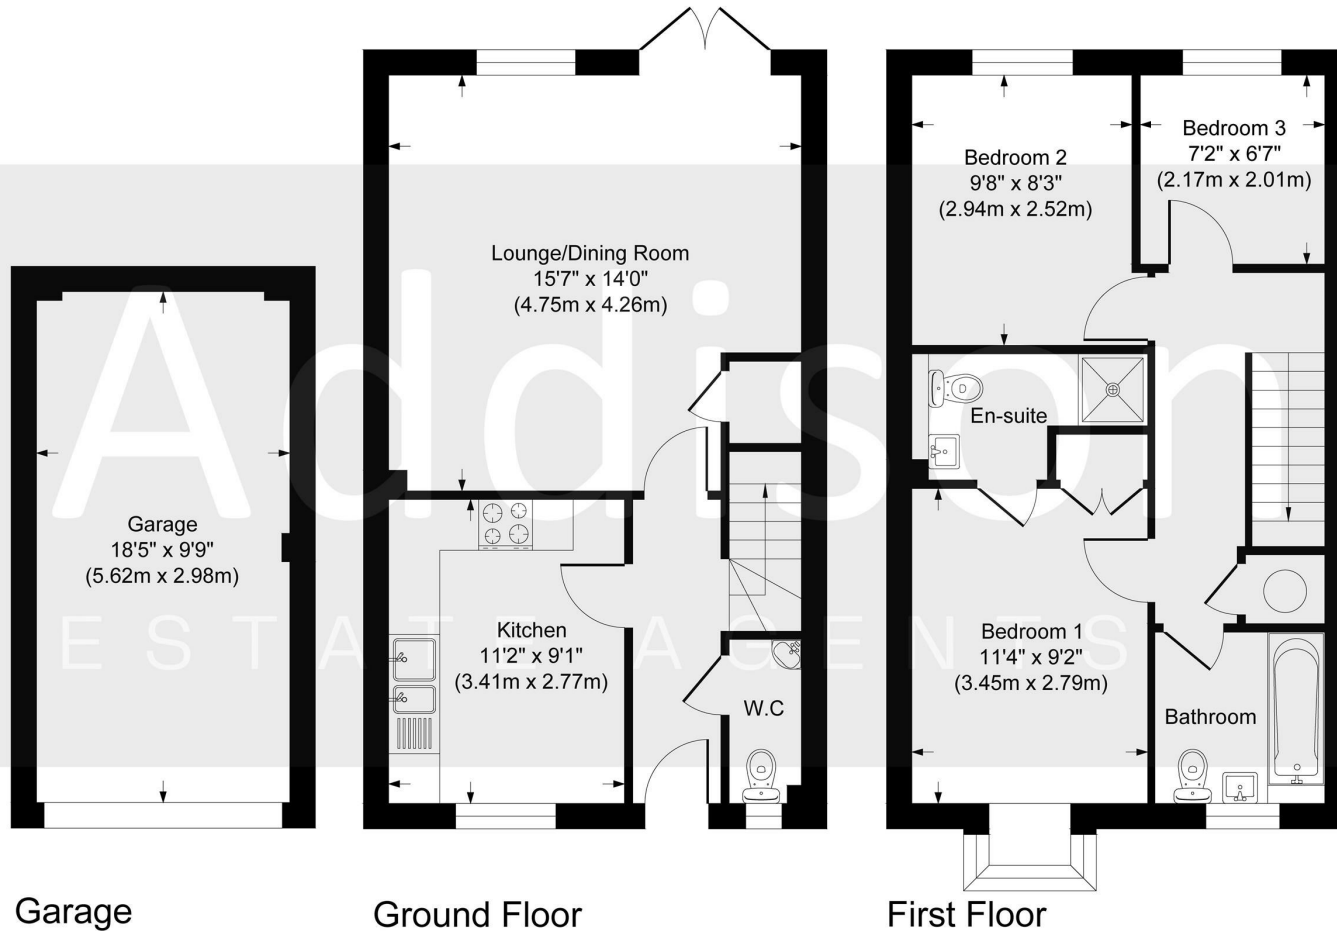 Addison
ESTATE AGENTS
Garage
18'5" x 9'9"
(5.62m x 2.98m)
Lounge/Dining Room
15'7" x 14'0"
(4.75m x 4.26m)
Kitchen
11'2" x 9'1"
(3.41m x 2.77m)
W.C
Bedroom 2
9'8" x 8'3"
(2.94m x 2.52m)
Bedroom 3
7'2" x 6'7"
(2.17m x 2.01m)
En-suite
Bedroom 1
11'4" x 9'2"
(3.45m x 2.79m)
Bathroom
Garage
Ground Floor
First Floor